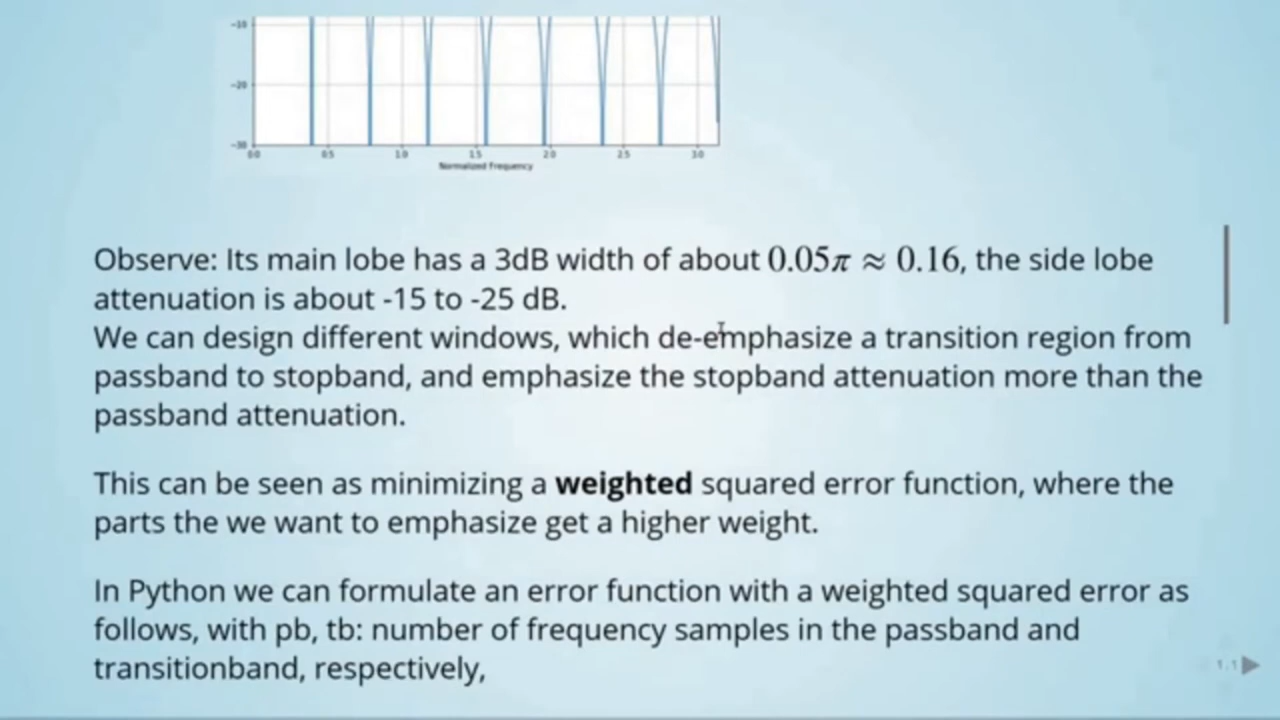 -10
-20
-30
0.0 0.5 1.0 1.5 2.0 2.5 3.0
Normalized Frequency
Observe: Its main lobe has a 3dB width of about 0.05π ≈ 0.16, the side lobe
attenuation is about -15 to -25 dB.
We can design different windows, which de-emphasize a transition region from
passband to stopband, and emphasize the stopband attenuation more than the
passband attenuation.
This can be seen as minimizing a weighted squared error function, where the
parts the we want to emphasize get a higher weight.
In Python we can formulate an error function with a weighted squared error as
follows, with pb, tb: number of frequency samples in the passband and
transitionband, respectively,
1.1